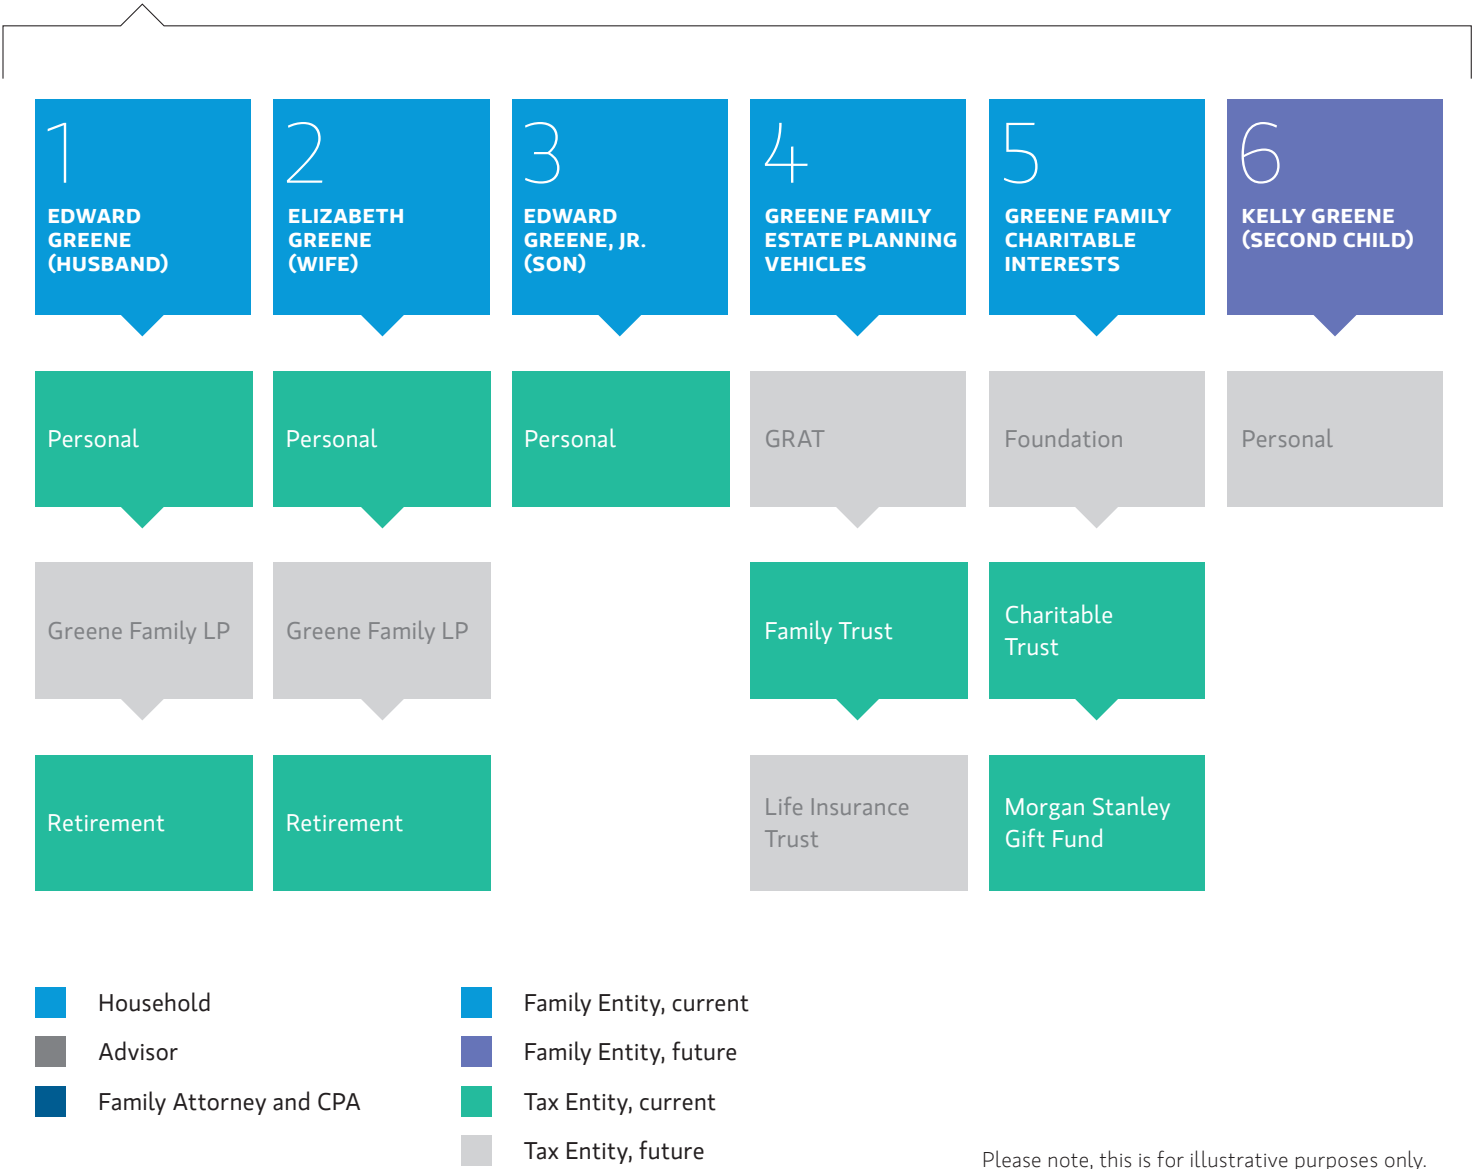 1
EDWARD
GREENE
(HUSBAND)
2
ELIZABETH
GREENE
(WIFE)
3
EDWARD
GREENE, JR.
(SON)
4
GREENE FAMILY
ESTATE PLANNING
VEHICLES
5
GREENE FAMILY
CHARITABLE
INTERESTS
6
KELLY GREENE
(SECOND CHILD)
Personal
Personal
Personal
GRAT
Foundation
Personal
Greene Family LP
Greene Family LP
Family Trust
Charitable
Trust
Retirement
Retirement
Life Insurance
Trust
Morgan Stanley
Gift Fund
Household
Advisor
Family Attorney and CPA
Family Entity, current
Family Entity, future
Tax Entity, current
Tax Entity, future
Please note, this is for illustrative purposes only.